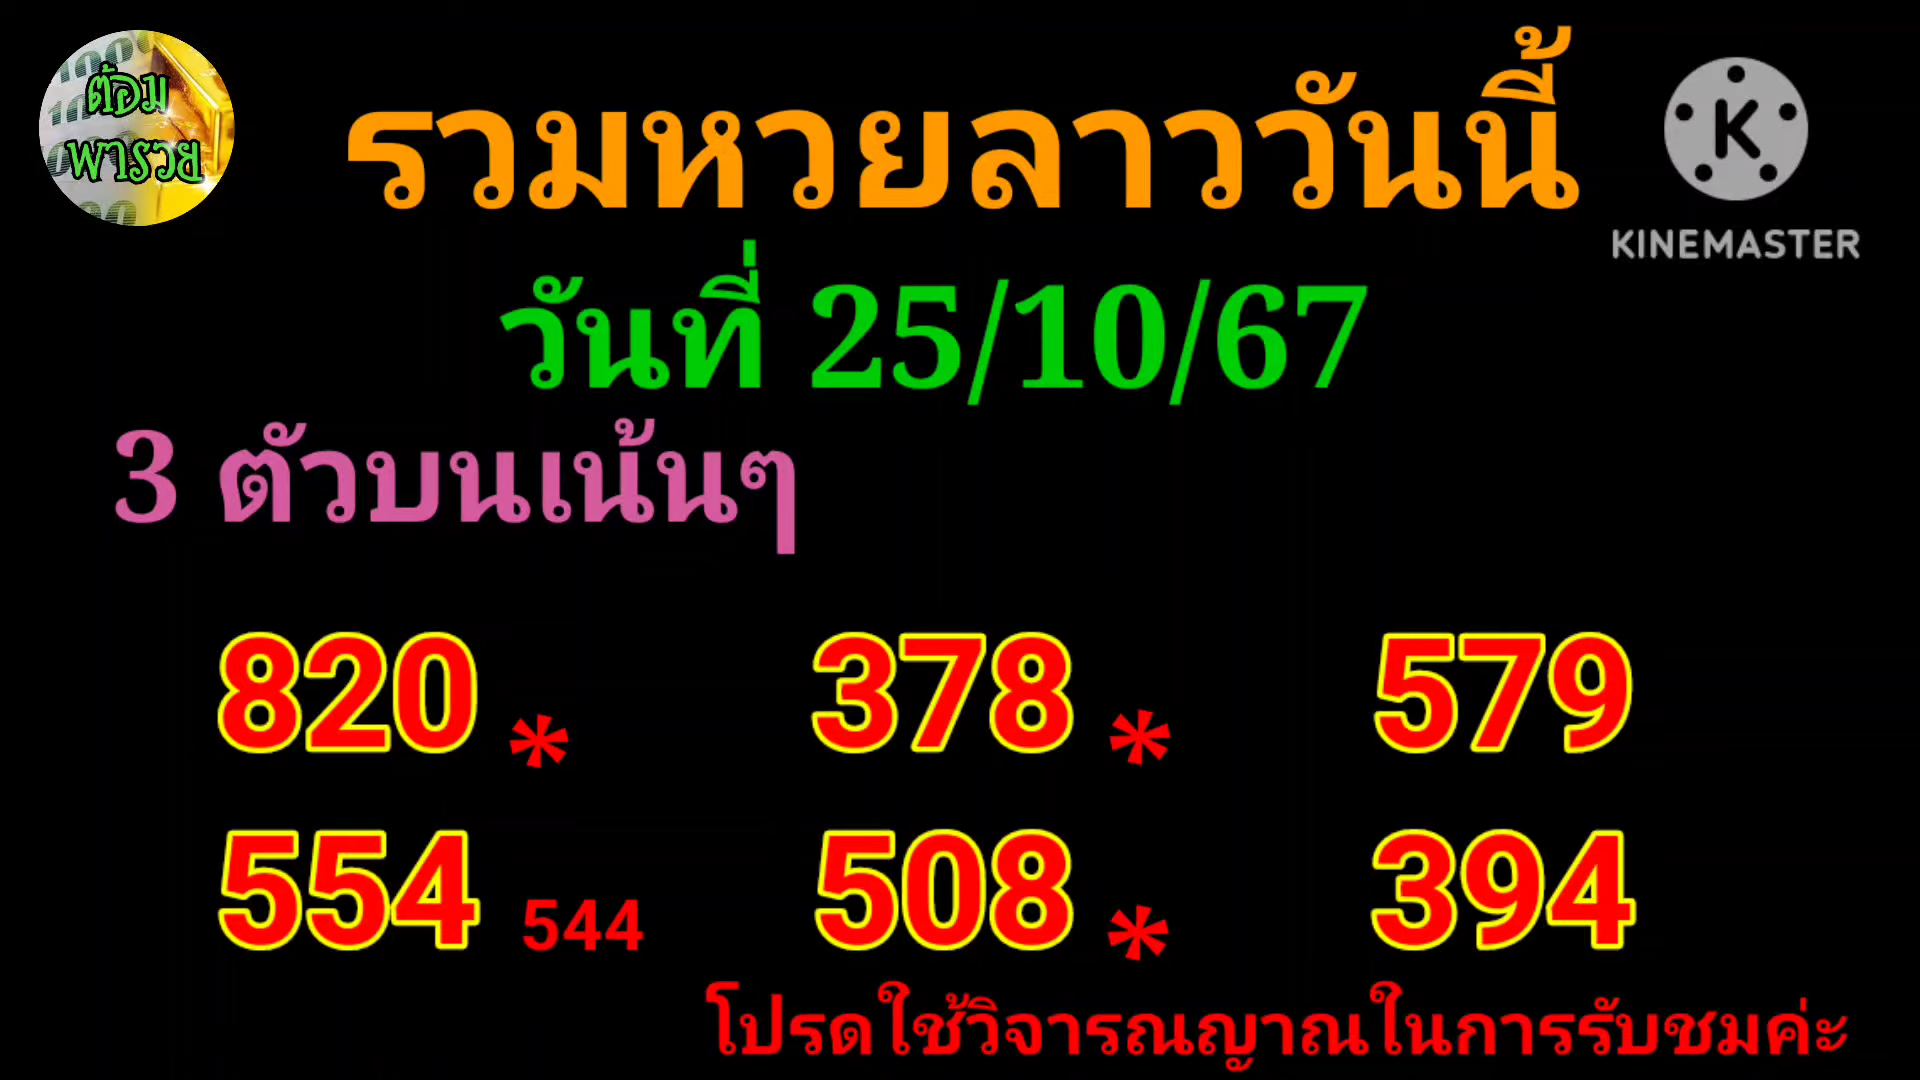 ต้อม
พารวย
รวมหวยลาววันนี้
KINEMASTER
วันที่ 25/10/67
3 ตัวบนเน้นๆ
820 * 378 * 579
554 544 508 * 394
โปรดใช้วิจารณญาณในการรับชมค่ะ